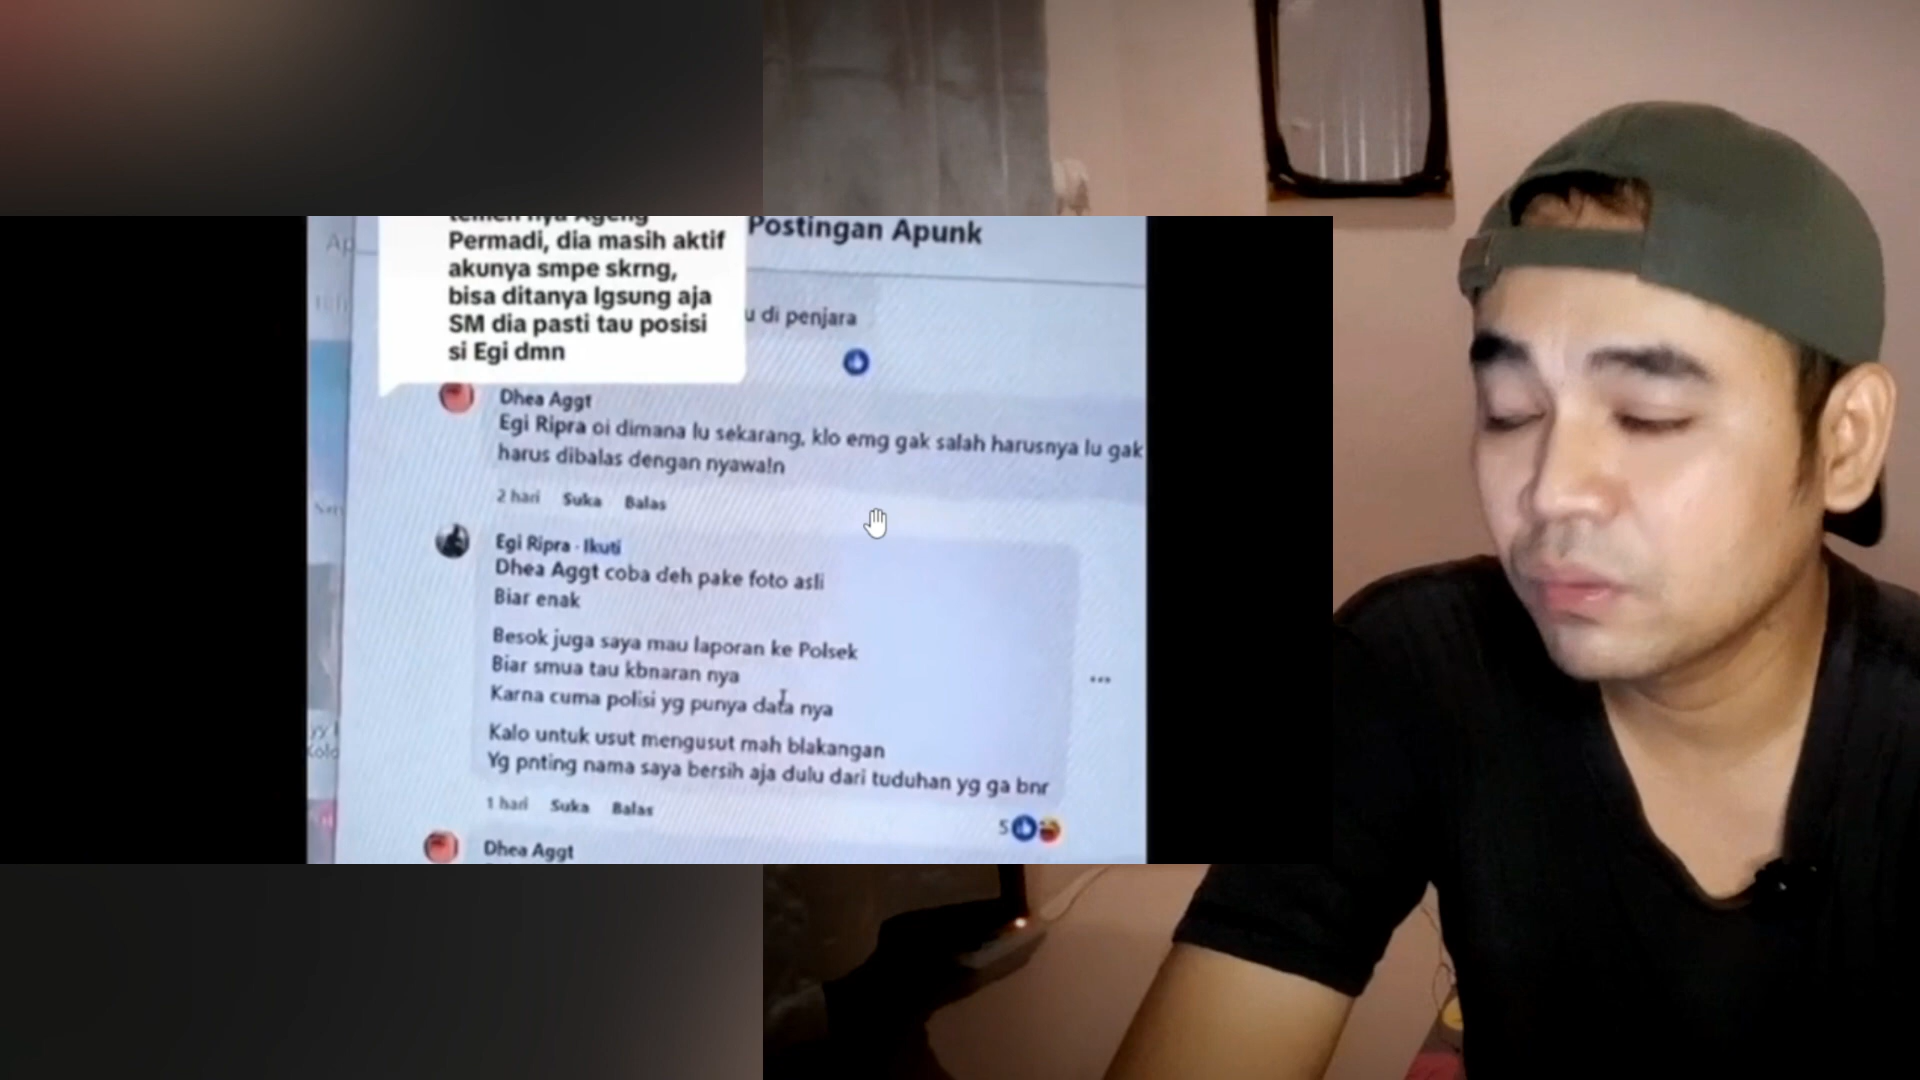 Permadi, dia masih aktif
akunya smpe skrng,
bisa ditanya lgsung aja
SM dia pasti tau posisi
si Egi dmn
Postingan Apunk
u di penjara
Dhea Aggt
Egi Ripra oi dimana lu sekarang, klo emg gak salah harusnya lu gak
harus dibalas dengan nyawa!n
2 hari Suka Balas
Egi Ripra · Ikuti
Dhea Aggt coba deh pake foto asli
Biar enak
Besok juga saya mau laporan ke Polsek
Biar smua tau kbnaran nya
Karna cuma polisi yg punya data nya
Kalo untuk usut mengusut mah blakangan
Yg pnting nama saya bersih aja dulu dari tuduhan yg ga bnr
1 hari Suka Balas
5
Dhea Aggt